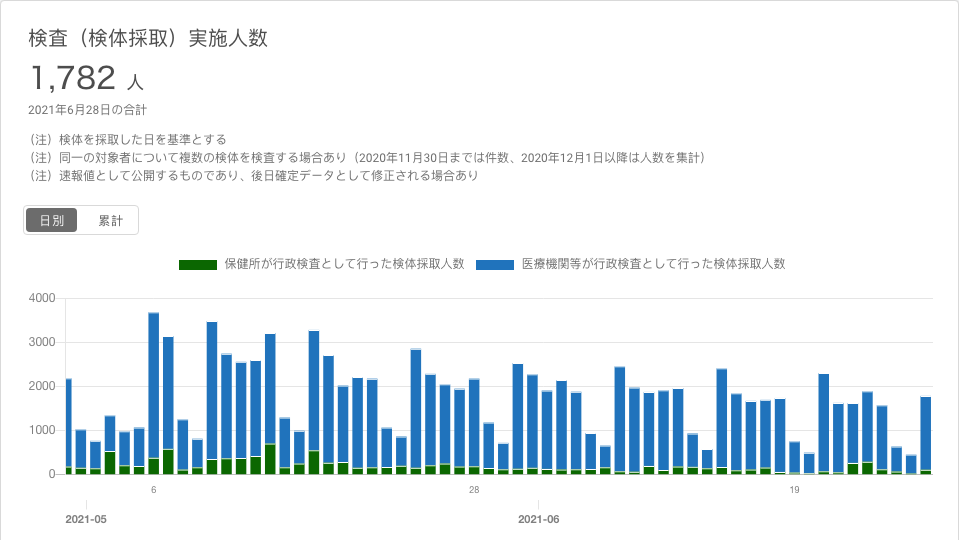 検査（検体採取）実施人数
1,782 人
2021年6月28日の合計
（注）検体を採取した日を基準とする
（注）同一の対象者について複数の検体を検査する場合あり（2020年11月30日までは件数、2020年12月1日以降は人数を集計）
（注）速報値として公開するものであり、後日確定データとして修正される場合あり
日別 累計
保健所が行政検査として行った検体採取人数 医療機関等が行政検査として行った検体採取人数
4000
3000
2000
1000
0
6 28 19
2021-05 2021-06